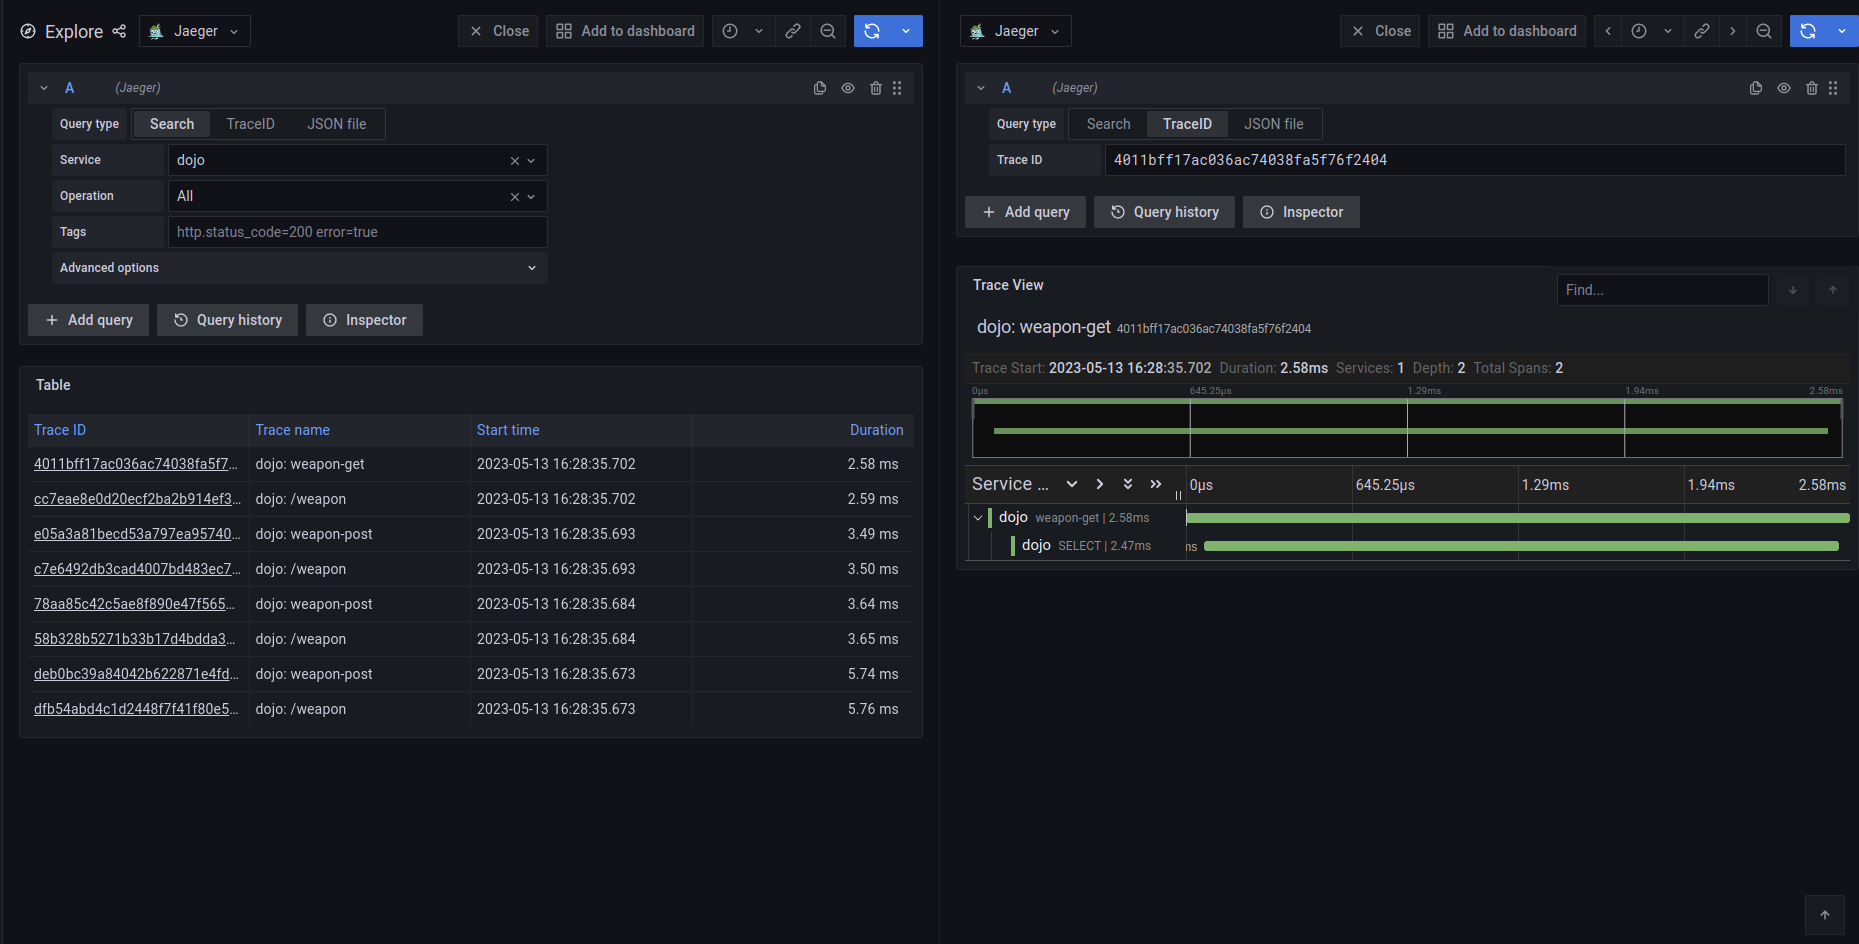 Explore
Jaeger
Close
Add to dashboard
A (Jaeger)
Query type Search TraceID JSON file
Service dojo
Operation All
Tags http.status_code=200 error=true
Advanced options
Add query Query history Inspector
Table
Trace ID Trace name Start time Duration
4011bff17ac036ac74038fa5f7... dojo: weapon-get 2023-05-13 16:28:35.702 2.58 ms
cc7eae8e0d20ecf2ba2b914ef3... dojo: /weapon 2023-05-13 16:28:35.702 2.59 ms
e05a3a81becd53a797ea95740... dojo: weapon-post 2023-05-13 16:28:35.693 3.49 ms
c7e6492db3cad4007bd483ec7... dojo: /weapon 2023-05-13 16:28:35.693 3.50 ms
78aa85c42c5ae8f890e47f565... dojo: weapon-post 2023-05-13 16:28:35.684 3.64 ms
58b328b5271b33b17d4bdda3... dojo: /weapon 2023-05-13 16:28:35.684 3.65 ms
deb0bc39a84042b622871e4fd... dojo: weapon-post 2023-05-13 16:28:35.673 5.74 ms
dfb54abd4c1d2448f7f41f80e5... dojo: /weapon 2023-05-13 16:28:35.673 5.76 ms
Jaeger
Close
Add to dashboard
A (Jaeger)
Query type Search TraceID JSON file
Trace ID 4011bff17ac036ac74038fa5f76f2404
Add query Query history Inspector
Trace View
Find...
dojo: weapon-get 4011bff17ac036ac74038fa5f76f2404
Trace Start: 2023-05-13 16:28:35.702 Duration: 2.58ms Services: 1 Depth: 2 Total Spans: 2
0μs 645.25μs 1.29ms 1.94ms 2.58ms
Service ... 0μs 645.25μs 1.29ms 1.94ms 2.58ms
dojo weapon-get | 2.58ms
dojo SELECT | 2.47ms ms